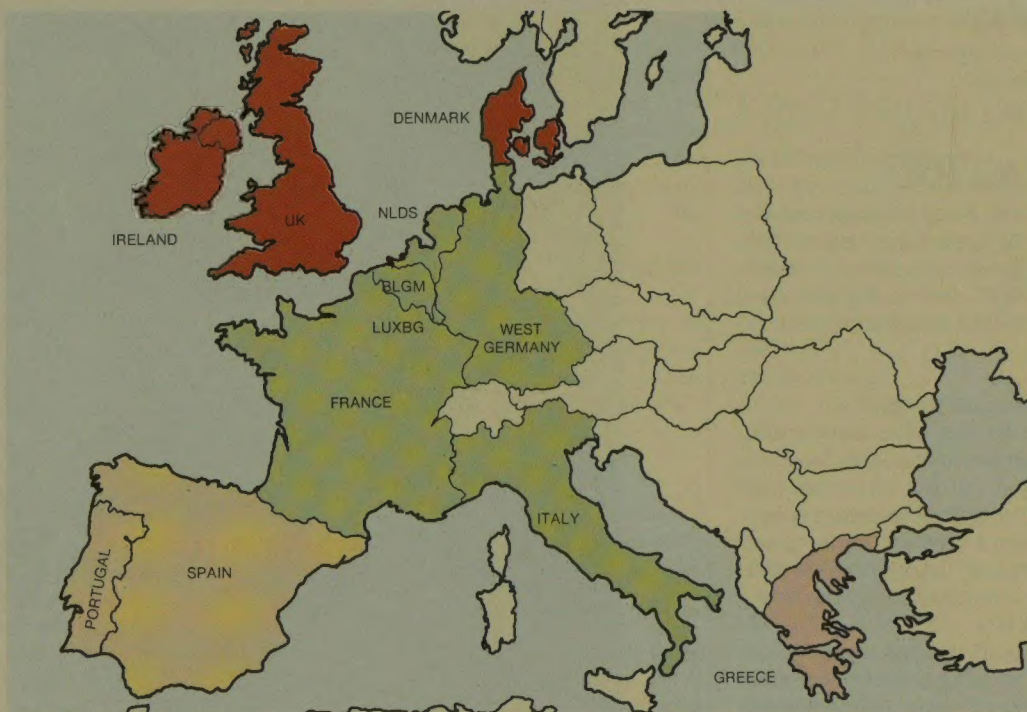 DENMARK
NLDS
UK
IRELAND
BLGM
LUXBG
WEST
GERMANY
FRANCE
ITALY
SPAIN
PORTUGAL
GREECE